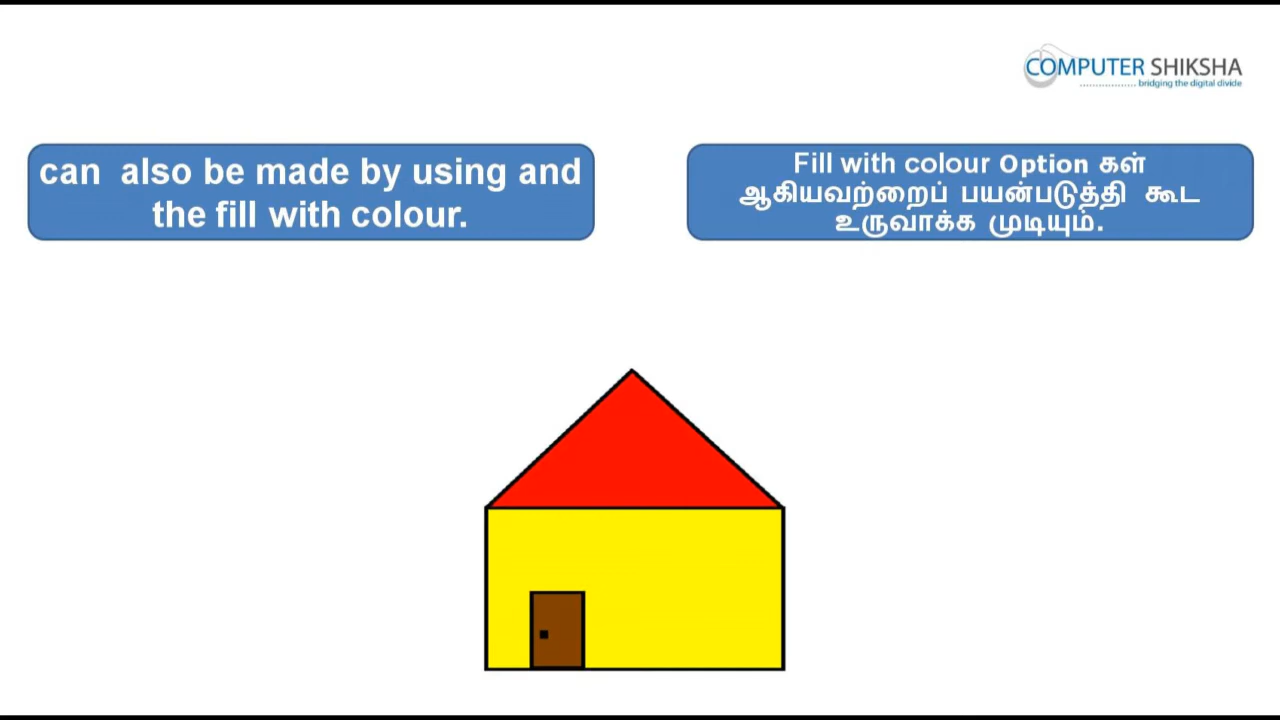 COMPUTER SHIKSHA
bridging the digital divide
can also be made by using and
the fill with colour.
Fill with colour Option கள்
ஆகியவற்றைப் பயன்படுத்தி கூட
உருவாக்க முடியும்.